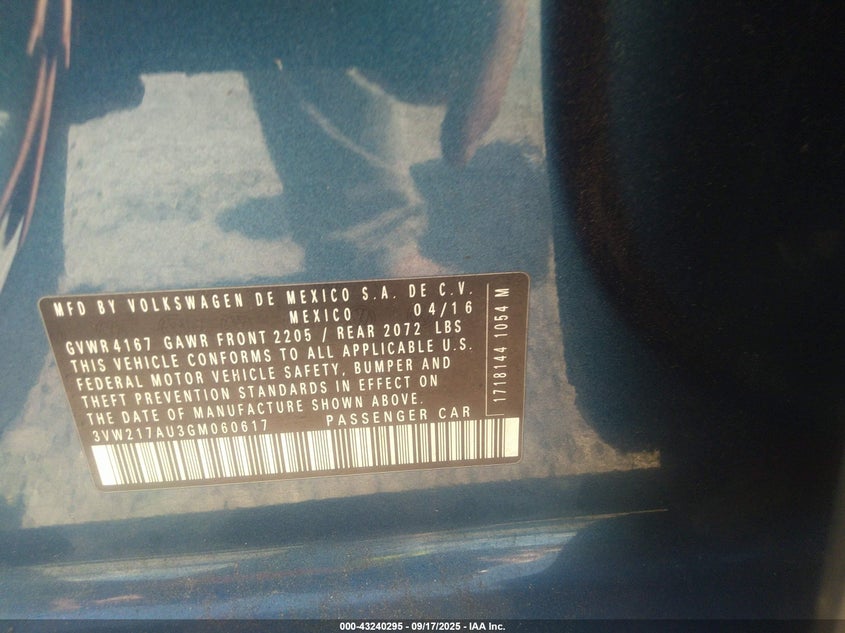 MFD BY VOLKSWAGEN DE MEXICO S.A. DE C.V.
MEXICO 04/16
GVWR 4167 GAWR FRONT 2205 / REAR 2072 LBS
THIS VEHICLE CONFORMS TO ALL APPLICABLE U.S.
FEDERAL MOTOR VEHICLE SAFETY, BUMPER AND
THEFT PREVENTION STANDARDS IN EFFECT ON
THE DATE OF MANUFACTURE SHOWN ABOVE.
3VW217AU3GM060617 PASSENGER CAR
1718144 1054 M
000-43240295 - 09/17/2025 - IAA Inc.